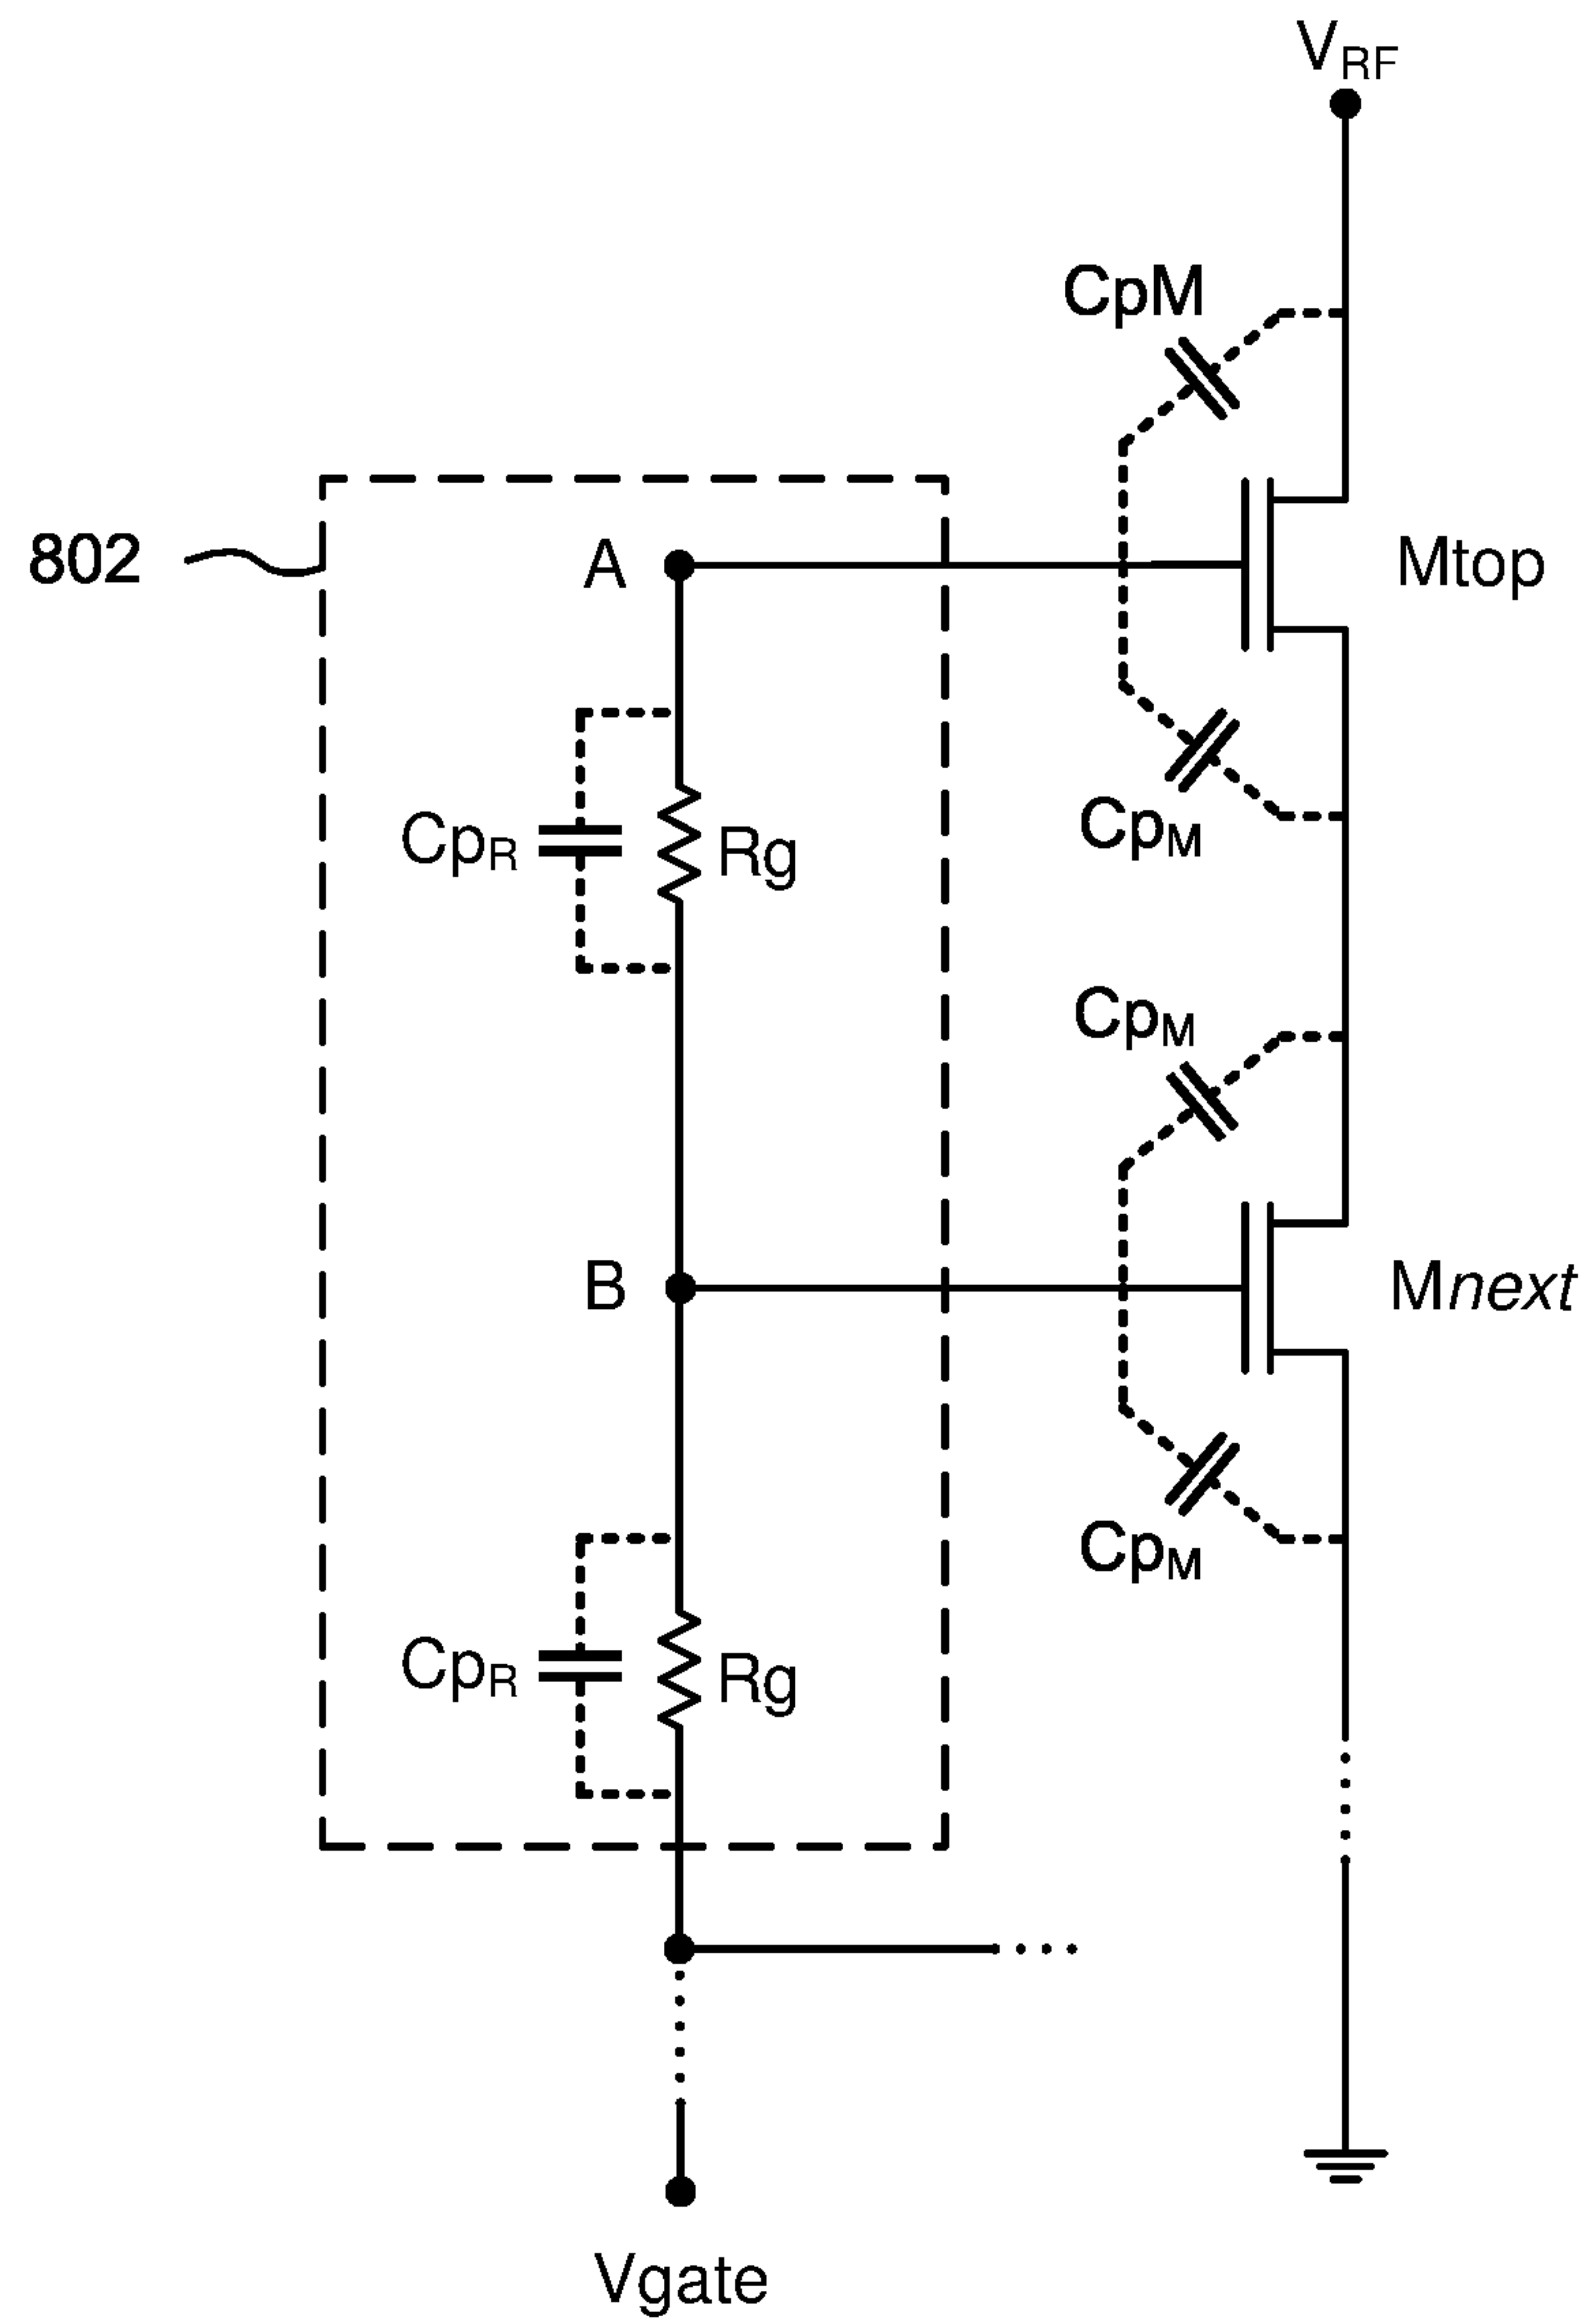 VRF
CpM
802
A
Mtop
CpR
Rg
CpM
CpM
B
Mnext
CpM
CpR
Rg
Vgate